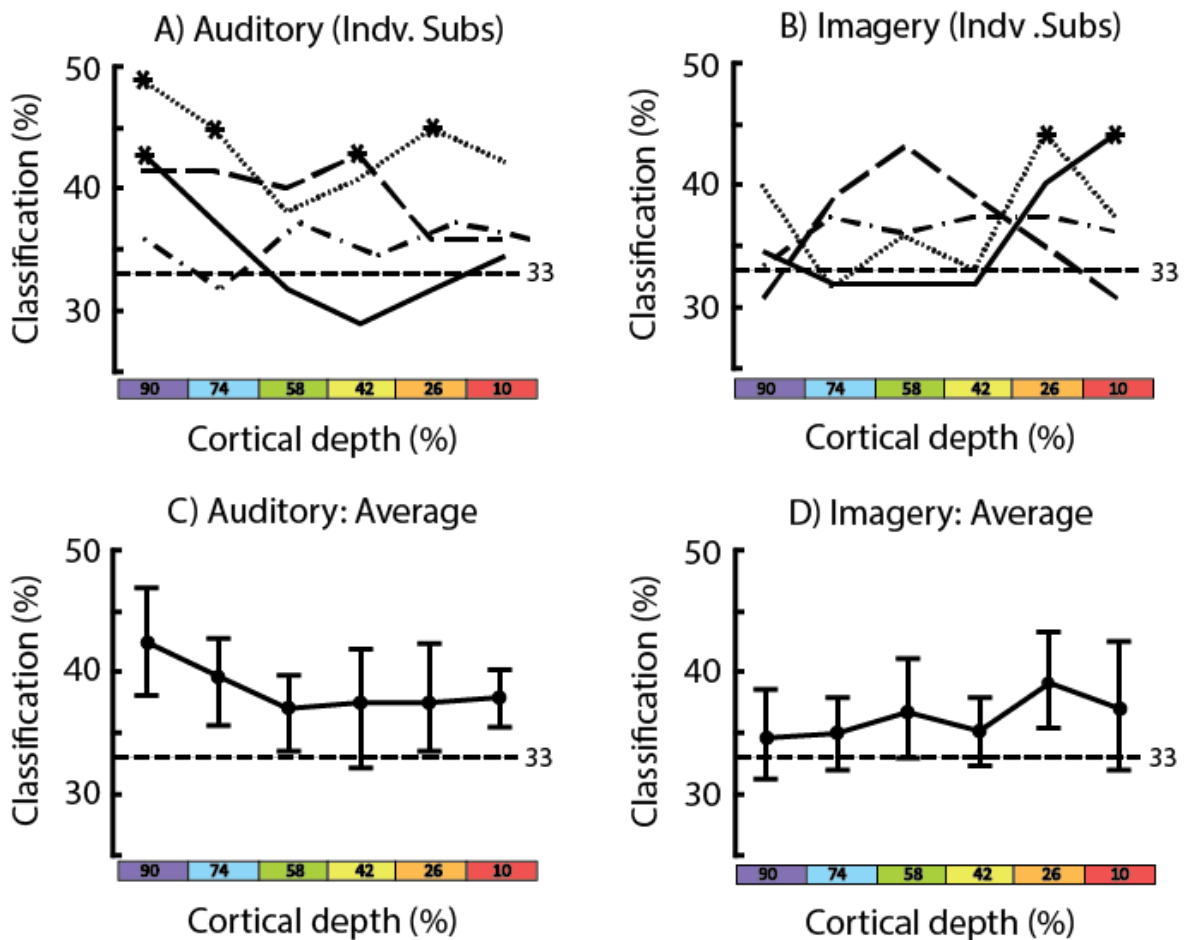 A) Auditory (Indv. Subs)
Classification (%)
50
40
30
33
90 74 58 42 26 10
Cortical depth (%)
B) Imagery (Indv .Subs)
Classification (%)
50
40
30
33
90 74 58 42 26 10
Cortical depth (%)
C) Auditory: Average
Classification (%)
50
40
30
33
90 74 58 42 26 10
Cortical depth (%)
D) Imagery: Average
Classification (%)
50
40
30
33
90 74 58 42 26 10
Cortical depth (%)